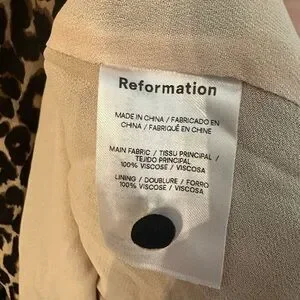 Reformation
MADE IN CHINA / FABRICADO EN
CHINA / FABRIQUÉ EN CHINE
MAIN FABRIC / TISSU PRINCIPAL /
TEJIDO PRINCIPAL
100% VISCOSE / VISCOSA
LINING / DOUBLURE / FORRO
100% VISCOSE / VISCOSA